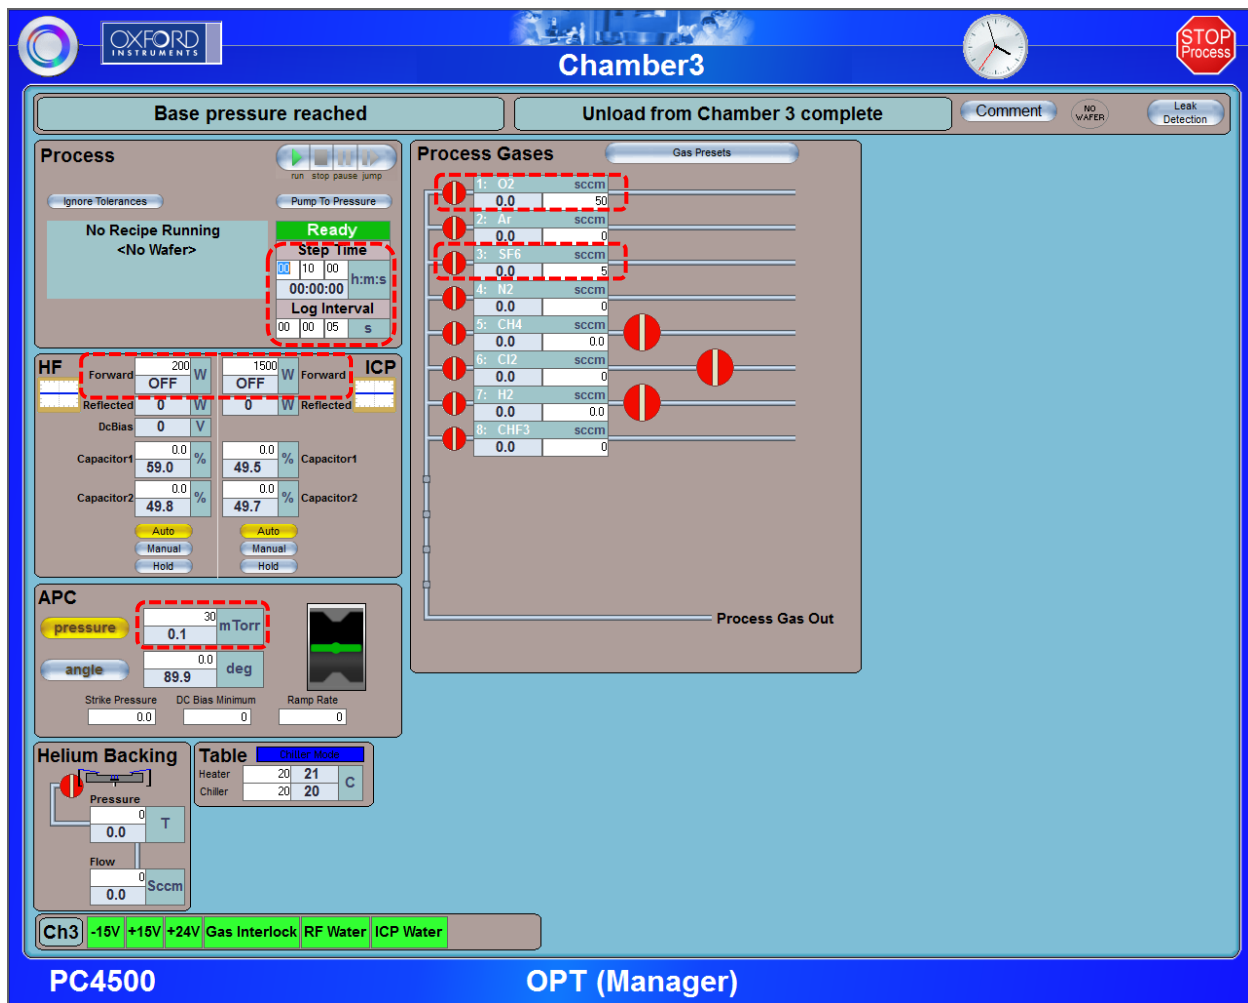 OXFORD
INSTRUMENTS
Chamber3
STOP
Process
Base pressure reached
Unload from Chamber 3 complete
Comment
NO
WAFER
Leak
Detection
Process
run stop pause jump
Ignore Tolerances
Pump To Pressure
No Recipe Running
<No Wafer>
Ready
Step Time
00 10 00
h:m:s
00:00:00
Log Interval
00 00 05 s
HF
ICP
Forward 200 W 1500 W Forward
OFF OFF
Reflected 0 W 0 W Reflected
DcBias 0 V
Capacitor1 0.0 % 0.0 % Capacitor1
59.0 49.5
Capacitor2 0.0 % 0.0 % Capacitor2
49.8 49.7
Auto Auto
Manual Manual
Hold Hold
APC
pressure 30 mTorr
0.1
angle 0.0 deg
89.9
Strike Pressure DC Bias Minimum Ramp Rate
0.0 0 0
Helium Backing
Pressure
0 T
0.0
Flow
0 Sccm
0.0
Table
Chiller Mode
Heater 20 21 C
Chiller 20 20
Process Gases
Gas Presets
1: O2 sccm
0.0 50
2: Ar sccm
0.0 0
3: SF6 sccm
0.0 5
4: N2 sccm
0.0 0
5: CH4 sccm
0.0 0.0
6: Cl2 sccm
0.0 0
7: H2 sccm
0.0 0.0
8: CHF3 sccm
0.0 0
Process Gas Out
Ch3 -15V +15V +24V Gas Interlock RF Water ICP Water
PC4500
OPT (Manager)